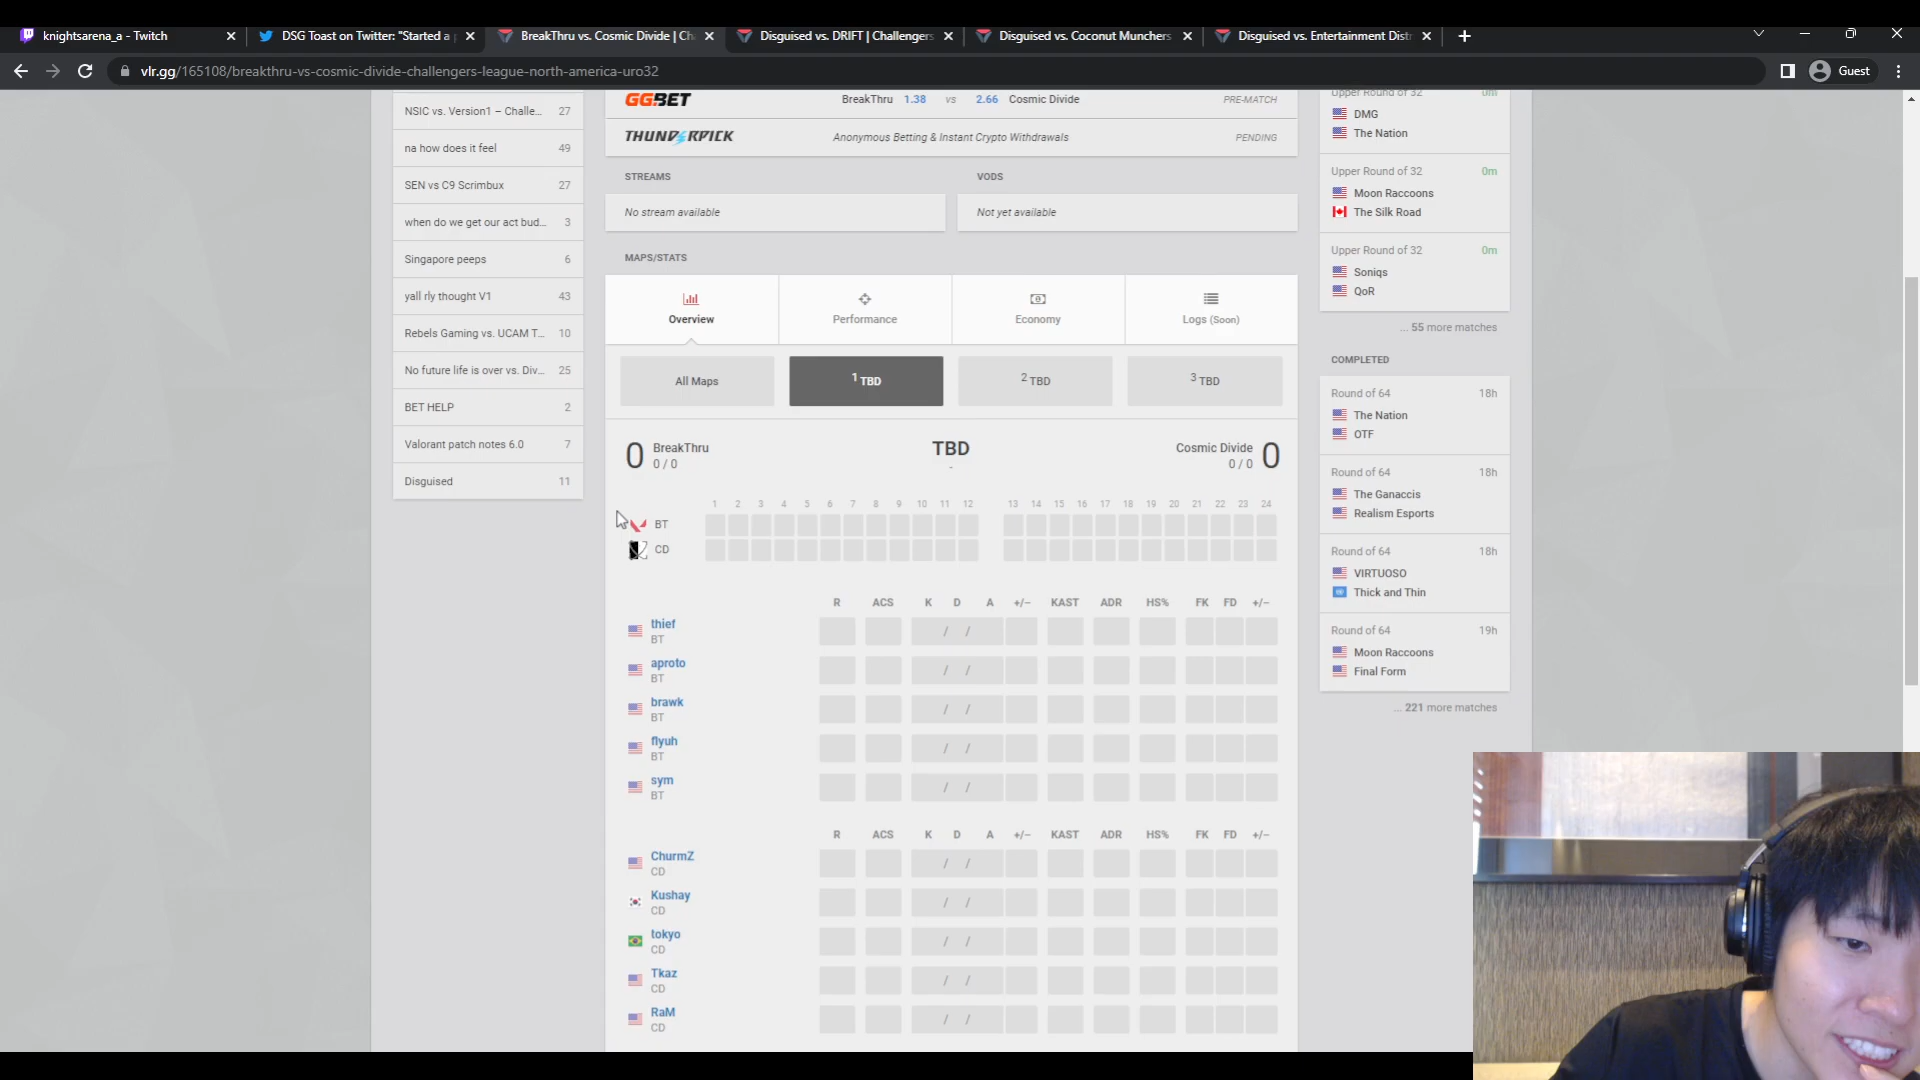 knightsarena_a - Twitch
DSG Toast on Twitter: "Started a p
BreakThru vs. Cosmic Divide | Ch
Disguised vs. DRIFT | Challengers
Disguised vs. Coconut Munchers
Disguised vs. Entertainment Distr
vlr.gg/165108/breakthru-vs-cosmic-divide-challengers-league-north-america-uro32
Guest
NSIC vs. Version1 – Challe... 27
na how does it feel 49
SEN vs C9 Scrimbux 27
when do we get our act bud... 3
Singapore peeps 6
yall rly thought V1 43
Rebels Gaming vs. UCAM T... 10
No future life is over vs. Div... 25
BET HELP 2
Valorant patch notes 6.0 7
Disguised 11
GG.BET BreakThru 1.38 vs 2.66 Cosmic Divide PRE-MATCH
THUNDERPICK Anonymous Betting & Instant Crypto Withdrawals PENDING
STREAMS VODS
No stream available Not yet available
MAPS/STATS
Overview Performance Economy Logs (Soon)
All Maps 1 TBD 2 TBD 3 TBD
0 BreakThru TBD Cosmic Divide 0
0 / 0 - 0 / 0
1 2 3 4 5 6 7 8 9 10 11 12 13 14 15 16 17 18 19 20 21 22 23 24
BT
CD
R ACS K D A +/– KAST ADR HS% FK FD +/–
thief / /
BT
aproto / /
BT
brawk / /
BT
flyuh / /
BT
sym / /
BT
R ACS K D A +/– KAST ADR HS% FK FD +/–
ChurmZ / /
CD
Kushay / /
CD
tokyo / /
CD
Tkaz / /
CD
RaM / /
CD
Upper Round of 32 0m
DMG
The Nation
Upper Round of 32 0m
Moon Raccoons
The Silk Road
Upper Round of 32 0m
Soniqs
QoR
... 55 more matches
COMPLETED
Round of 64 18h
The Nation
OTF
Round of 64 18h
The Ganaccis
Realism Esports
Round of 64 18h
VIRTUOSO
Thick and Thin
Round of 64 19h
Moon Raccoons
Final Form
... 221 more matches